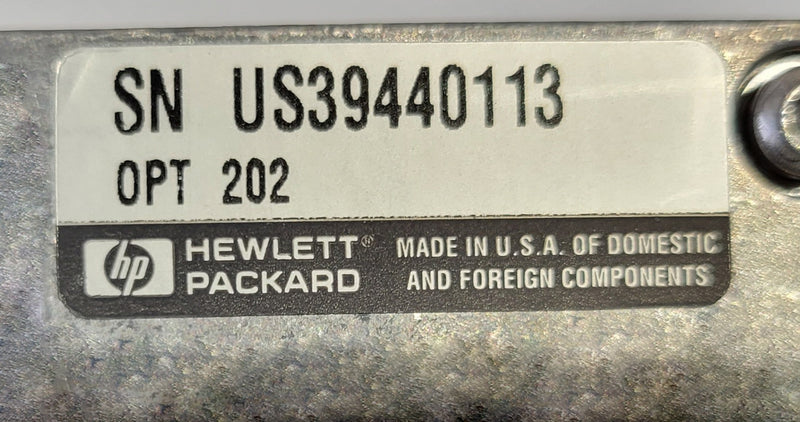 SN US39440113
OPT 202
hp HEWLETT® PACKARD
MADE IN U.S.A. OF DOMESTIC
AND FOREIGN COMPONENTS